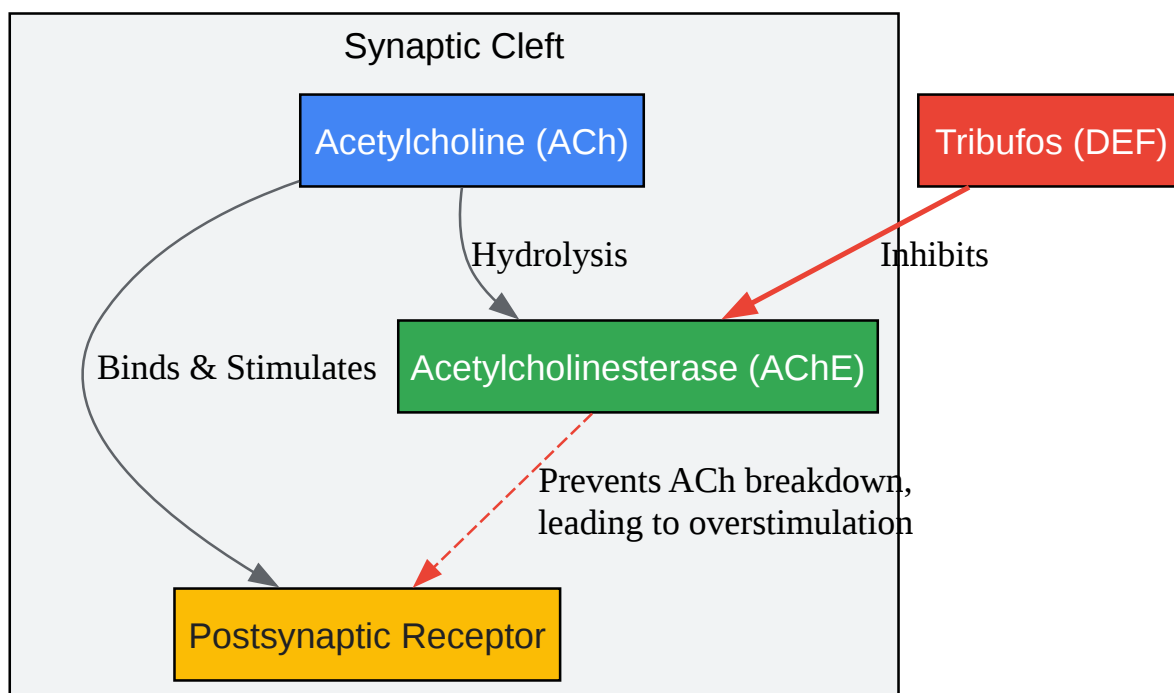 Synaptic Cleft
Acetylcholine (ACh)
Tribufos (DEF)
Hydrolysis
Inhibits
Binds & Stimulates
Acetylcholinesterase (AChE)
Prevents ACh breakdown,
leading to overstimulation
Postsynaptic Receptor